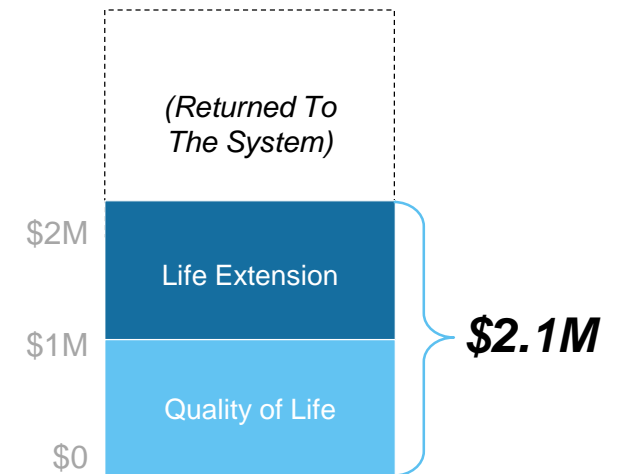 (Returned To
The System)
$2M
Life Extension
$1M
$2.1M
Quality of Life
$0